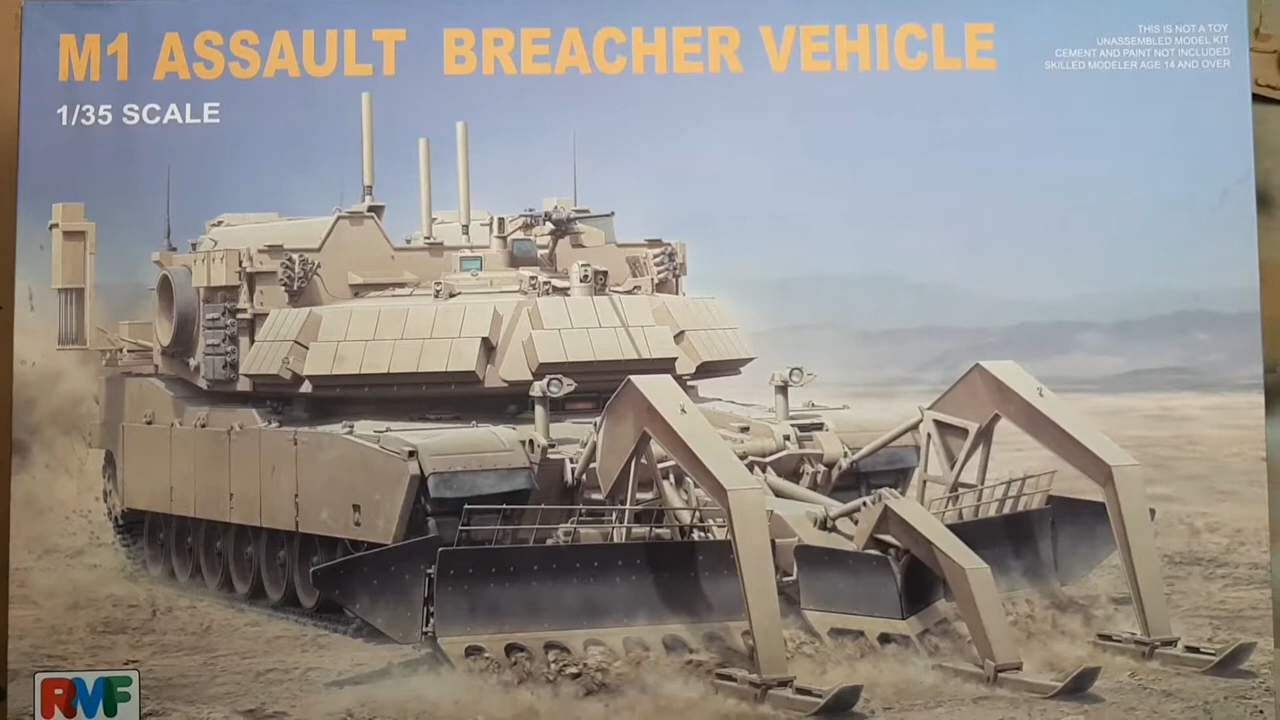 M1 ASSAULT BREACHER VEHICLE
THIS IS NOT A TOY
UNASSEMBLED MODEL KIT
CEMENT AND PAINT NOT INCLUDED
SKILLED MODELER AGE 14 AND OVER
1/35 SCALE
2
RMF